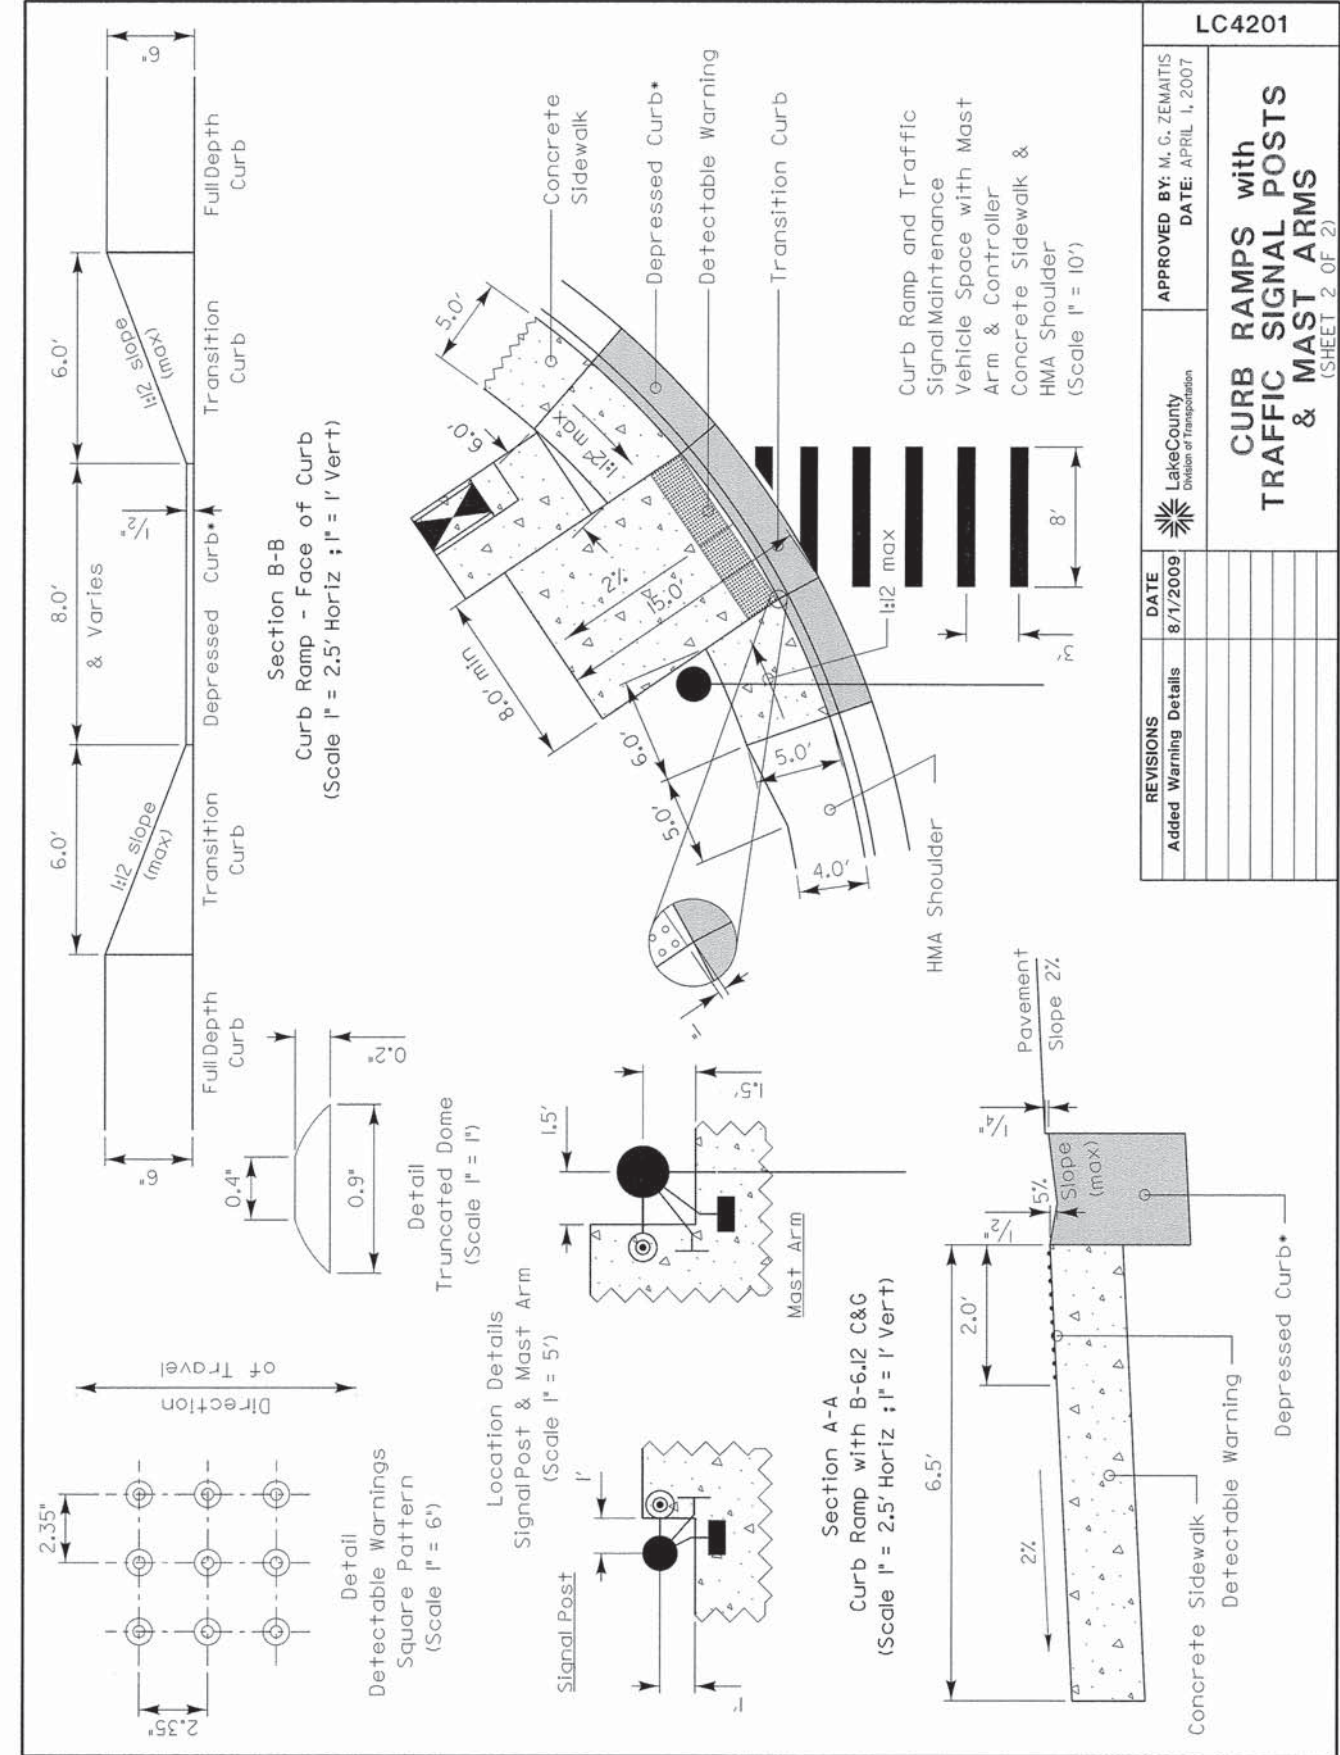 6"
6.0'
8.0'
& Varies
6.0'
6"
1:12 slope
(max)
1/2"
1:12 slope
(max)
Full Depth
Curb
Transition
Curb
Depressed Curb*
Transition
Curb
Full Depth
Curb
Section B-B
Curb Ramp - Face of Curb
(Scale 1" = 2.5' Horiz ; 1" = 1' Vert)
2.35"
2.35"
Direction
of Travel
Detail
Detectable Warnings
Square Pattern
(Scale 1" = 6")
0.4"
0.2"
0.9"
Detail
Truncated Dome
(Scale 1" = 1")
Location Details
Signal Post & Mast Arm
(Scale 1" = 5')
Signal Post
1'
1'
1.5'
1.5'
Mast Arm
8.0' min
6.0'
5.0'
2%
15.0'
1:12 max
6.0'
5.0'
5.0'
4.0'
1"
1:12 max
8'
3'
HMA Shoulder
Concrete
Sidewalk
Depressed Curb*
Detectable Warning
Transition Curb
Curb Ramp and Traffic
Signal Maintenance
Vehicle Space with Mast
Arm & Controller
Concrete Sidewalk &
HMA Shoulder
(Scale 1" = 10')
Section A-A
Curb Ramp with B-6.12 C&G
(Scale 1" = 2.5' Horiz ; 1" = 1' Vert)
6.5'
2.0'
2%
1/2"
5%
Slope
(max)
1/4"
Pavement
Slope 2%
Concrete Sidewalk
Detectable Warning
Depressed Curb*
REVISIONS
DATE
Added Warning Details
8/1/2009
LakeCounty
Division of Transportation
APPROVED BY: M. G. ZEMAITIS
DATE: APRIL 1, 2007
LC4201
CURB RAMPS with
TRAFFIC SIGNAL POSTS
& MAST ARMS
(SHEET 2 OF 2)